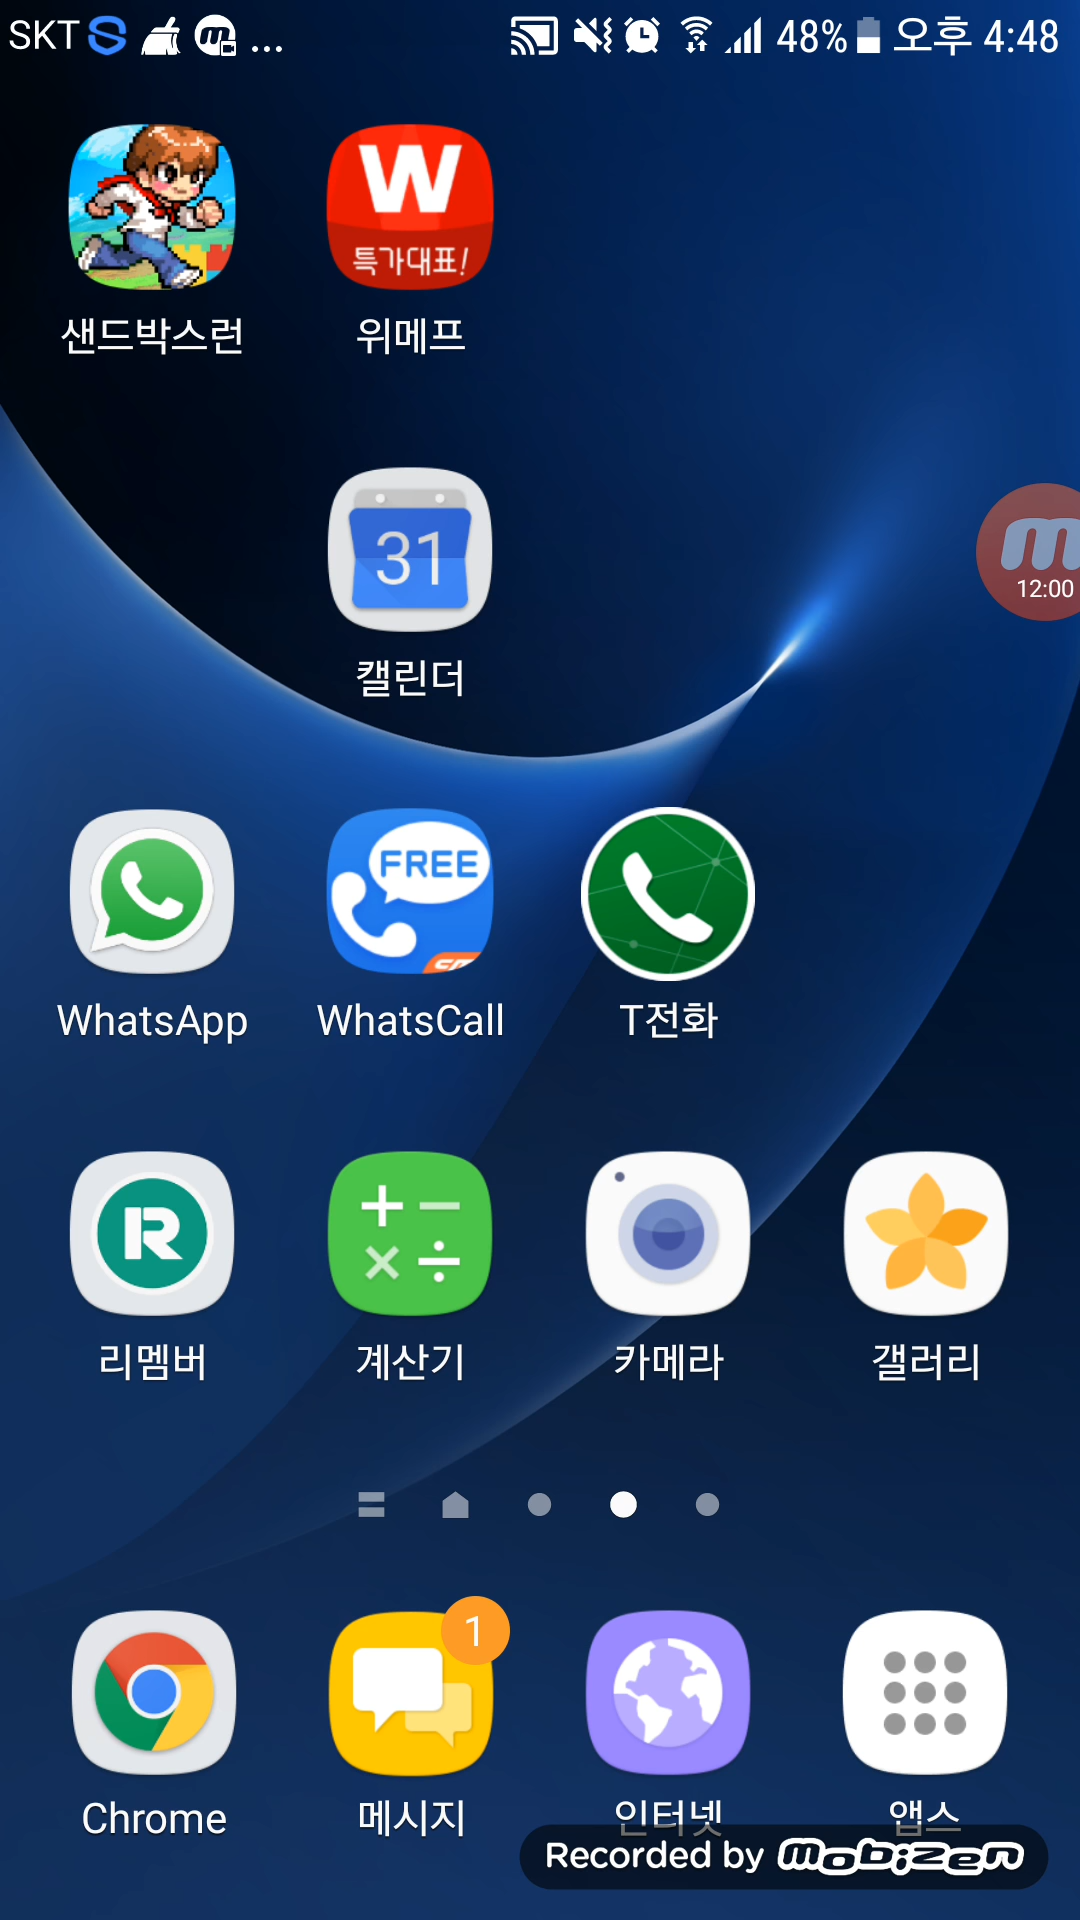 SKT S m ... 48% 오후 4:48
W
특가대표!
샌드박스런 위메프
31
m
12:00
캘린더
FREE
WhatsApp WhatsCall T전화
R + − × ÷
리멤버 계산기 카메라 갤러리
1
Chrome 메시지 인터넷 앱스
Recorded by mobizen